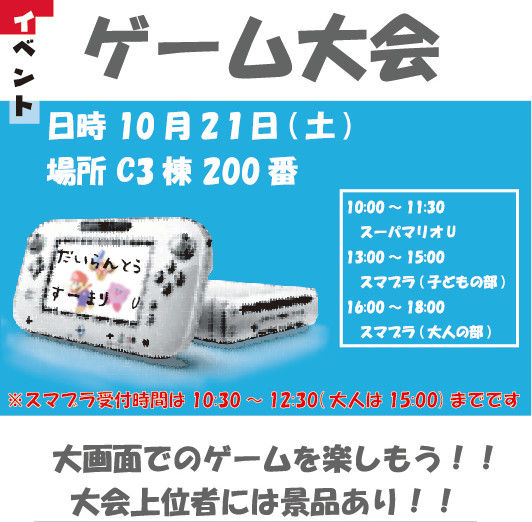 イベント
ゲーム大会
日時 10月21日(土)
場所 C3棟 200番
10:00～11:30
スーパマリオU
13:00～15:00
スマブラ(子どもの部)
16:00～18:00
スマブラ(大人の部)
だいらんとう
すーまりU
※スマブラ受付時間は 10:30～12:30(大人は 15:00)までです
大画面でのゲームを楽しもう！！
大会上位者には景品あり！！